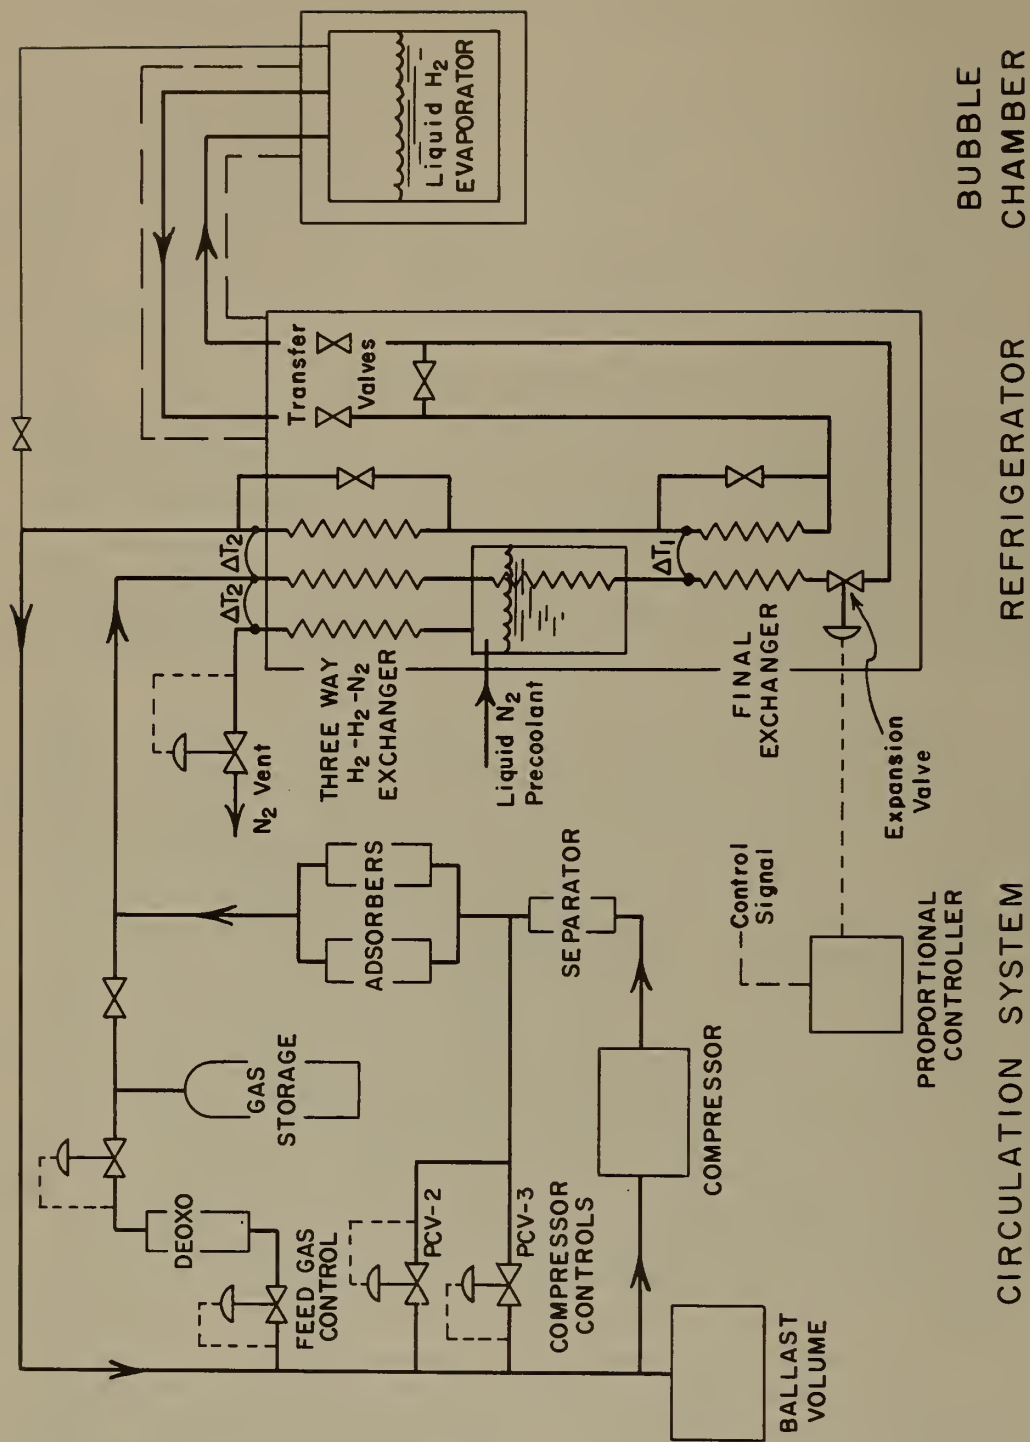 Liquid H2
EVAPORATOR
BUBBLE
CHAMBER
Transfer
Valves
ΔT2
ΔT2
ΔT1
THREE WAY
H2-H2-N2
EXCHANGER
Liquid N2
Precoolant
FINAL
EXCHANGER
Expansion
Valve
N2 Vent
REFRIGERATOR
ADSORBERS
SEPARATOR
Control
Signal
PROPORTIONAL
CONTROLLER
GAS
STORAGE
DEOXO
FEED GAS
CONTROL
PCV-2
PCV-3
COMPRESSOR
CONTROLS
COMPRESSOR
BALLAST
VOLUME
CIRCULATION SYSTEM